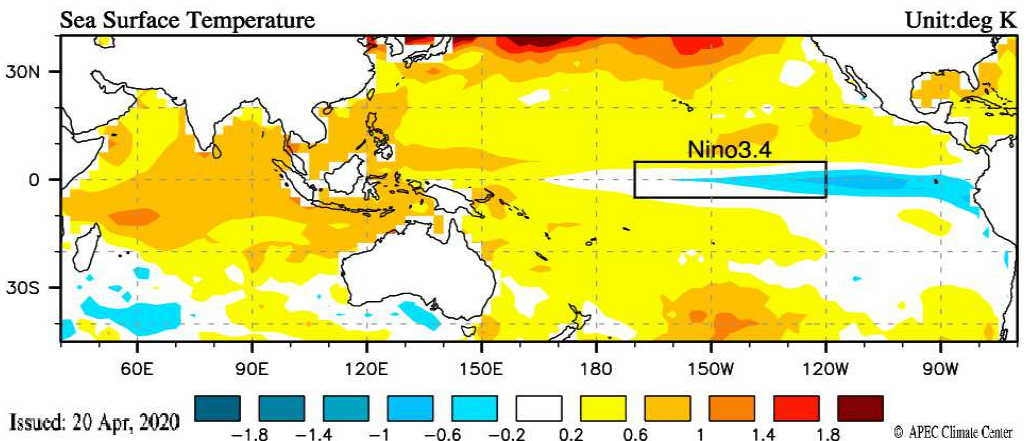 Sea Surface Temperature Unit:deg K
30N
Nino3.4
0
30S
60E 90E 120E 150E 180 150W 120W 90W
Issued: 20 Apr, 2020
−1.8 −1.4 −1 −0.6 −0.2 0.2 0.6 1 1.4 1.8
© APEC Climate Center